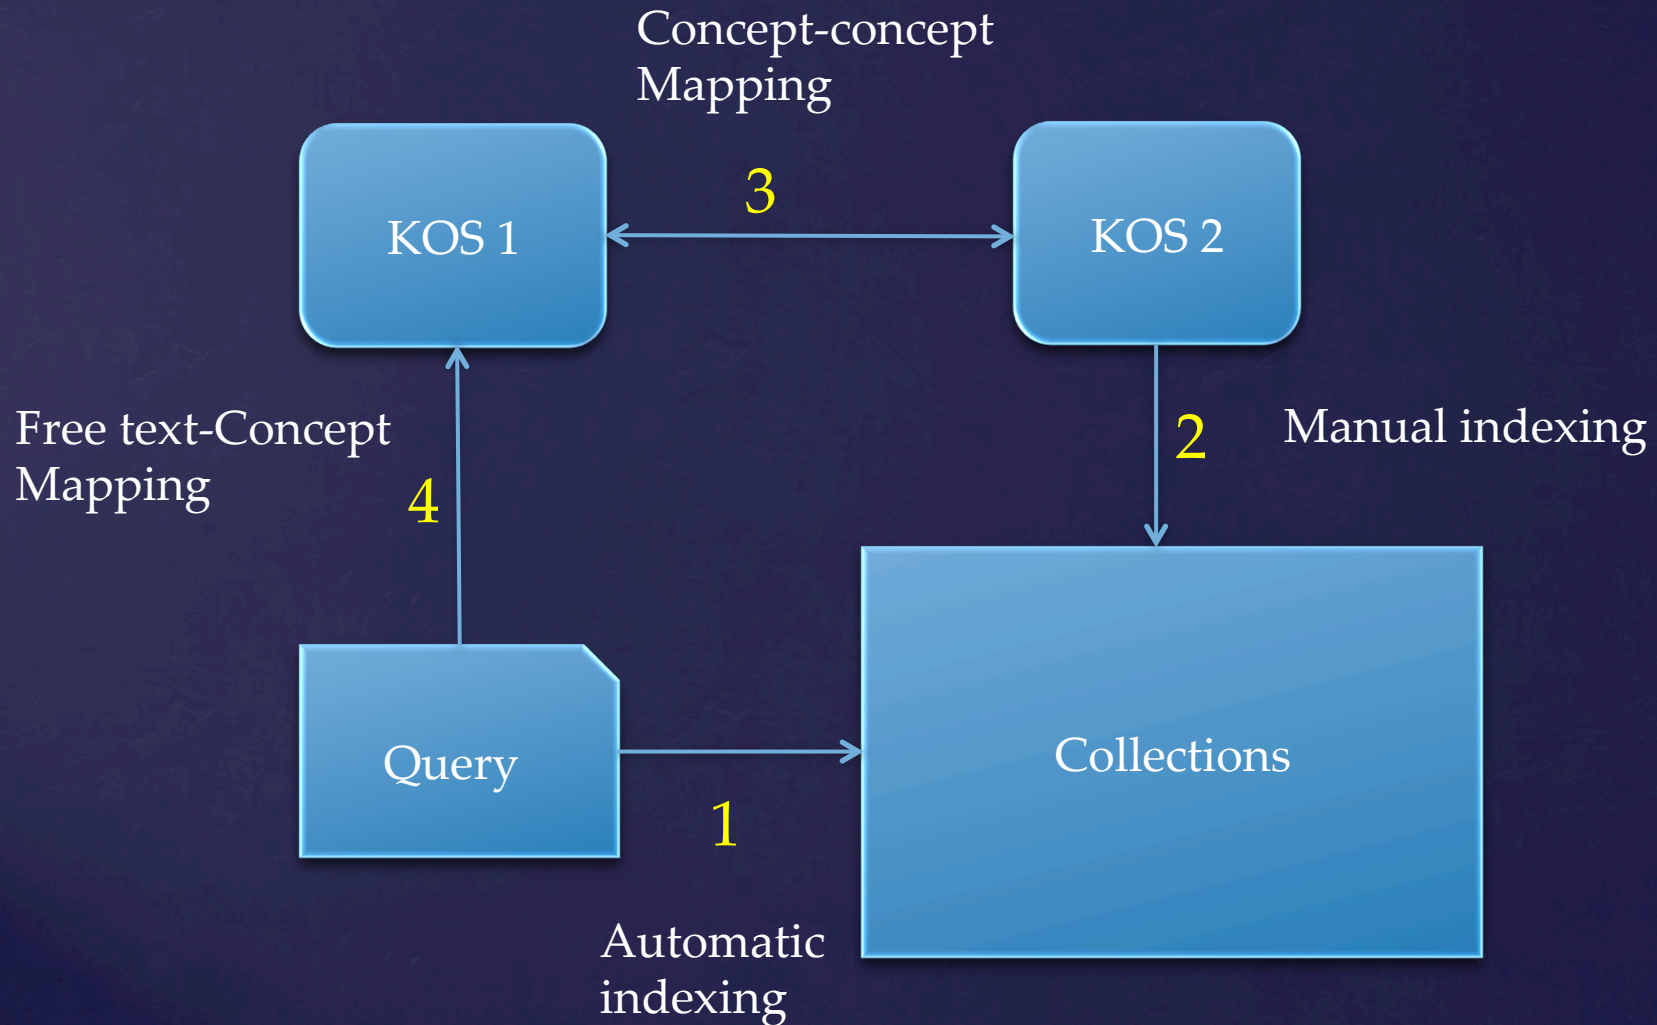 Concept-concept
Mapping
3
KOS 1
KOS 2
Free text-Concept
Mapping
4
2
Manual indexing
Query
Collections
1
Automatic
indexing